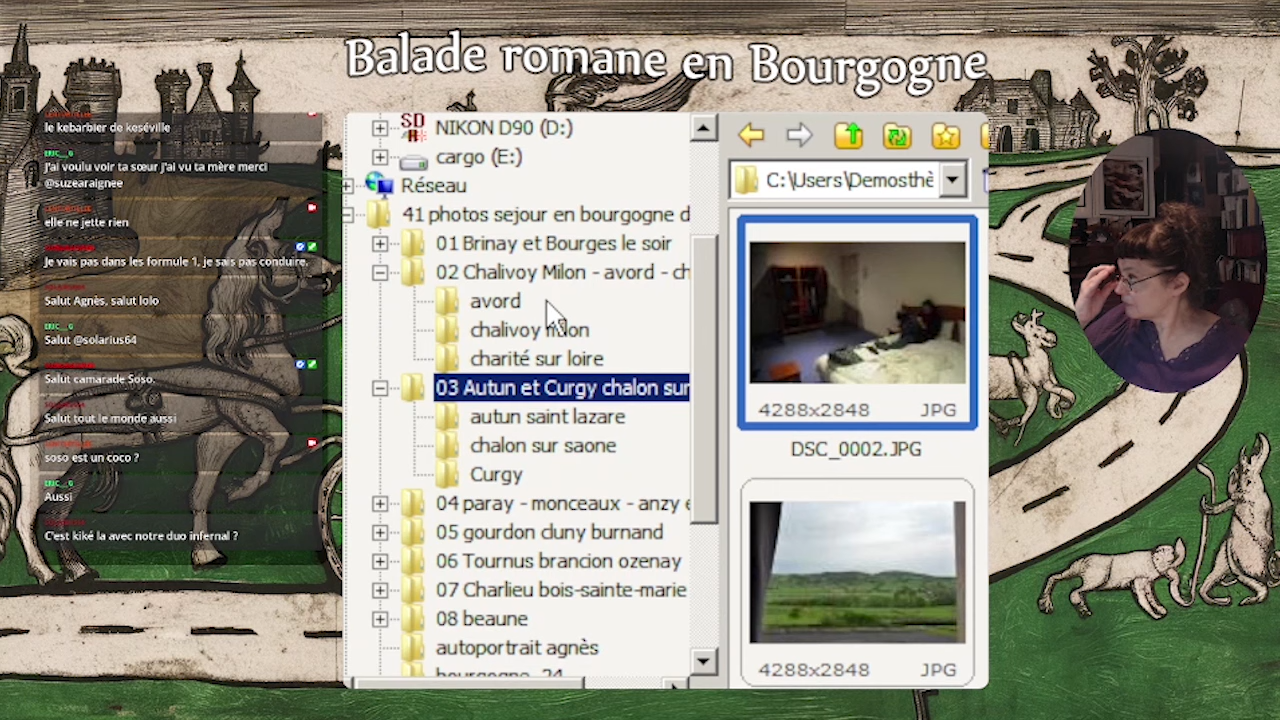 Balade romane en Bourgogne
le kebarbier de keséville
ERIC__G
J'ai voulu voir ta sœur j'ai vu ta mère merci
@suzearaignee
elle ne jette rien
Je vais pas dans les formule 1, je sais pas conduire.
Salut Agnès, salut lolo
ERIC__G
Salut @solarius64
Salut camarade Soso.
Salut tout le monde aussi
soso est un coco ?
ERIC__G
Aussi
C'est kiké la avec notre duo infernal ?
SD
NIKON D90 (D:)
cargo (E:)
Réseau
41 photos sejour en bourgogne d
01 Brinay et Bourges le soir
02 Chalivoy Milon - avord - ch
avord
chalivoy milon
charité sur loire
03 Autun et Curgy chalon sur
autun saint lazare
chalon sur saone
Curgy
04 paray - monceaux - anzy
05 gourdon cluny burnand
06 Tournus brancion ozenay
07 Charlieu bois-sainte-marie
08 beaune
autoportrait agnès
C:\Users\Demosthè
4288x2848 JPG
DSC_0002.JPG
4288x2848 JPG